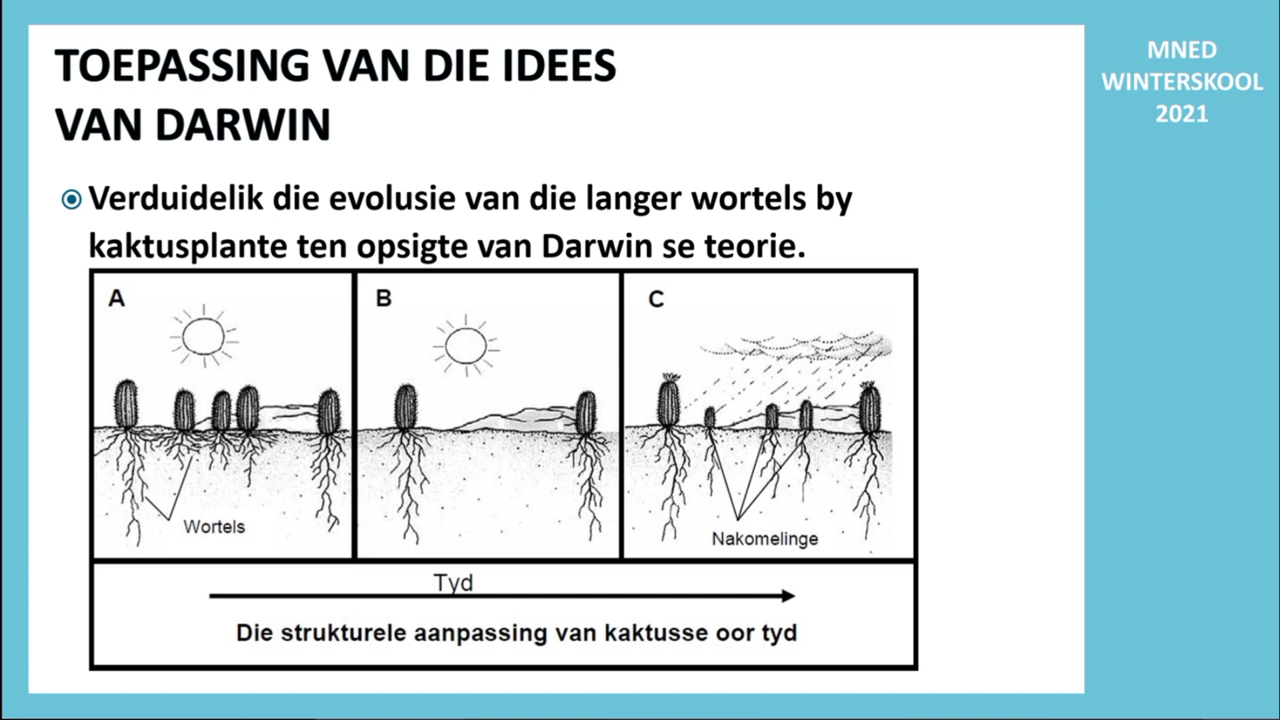 TOEPASSING VAN DIE IDEES
VAN DARWIN
MNED
WINTERSKOOL
2021
Verduidelik die evolusie van die langer wortels by
kaktusplante ten opsigte van Darwin se teorie.
A
B
C
Wortels
Nakomelinge
Tyd
Die strukturele aanpassing van kaktusse oor tyd